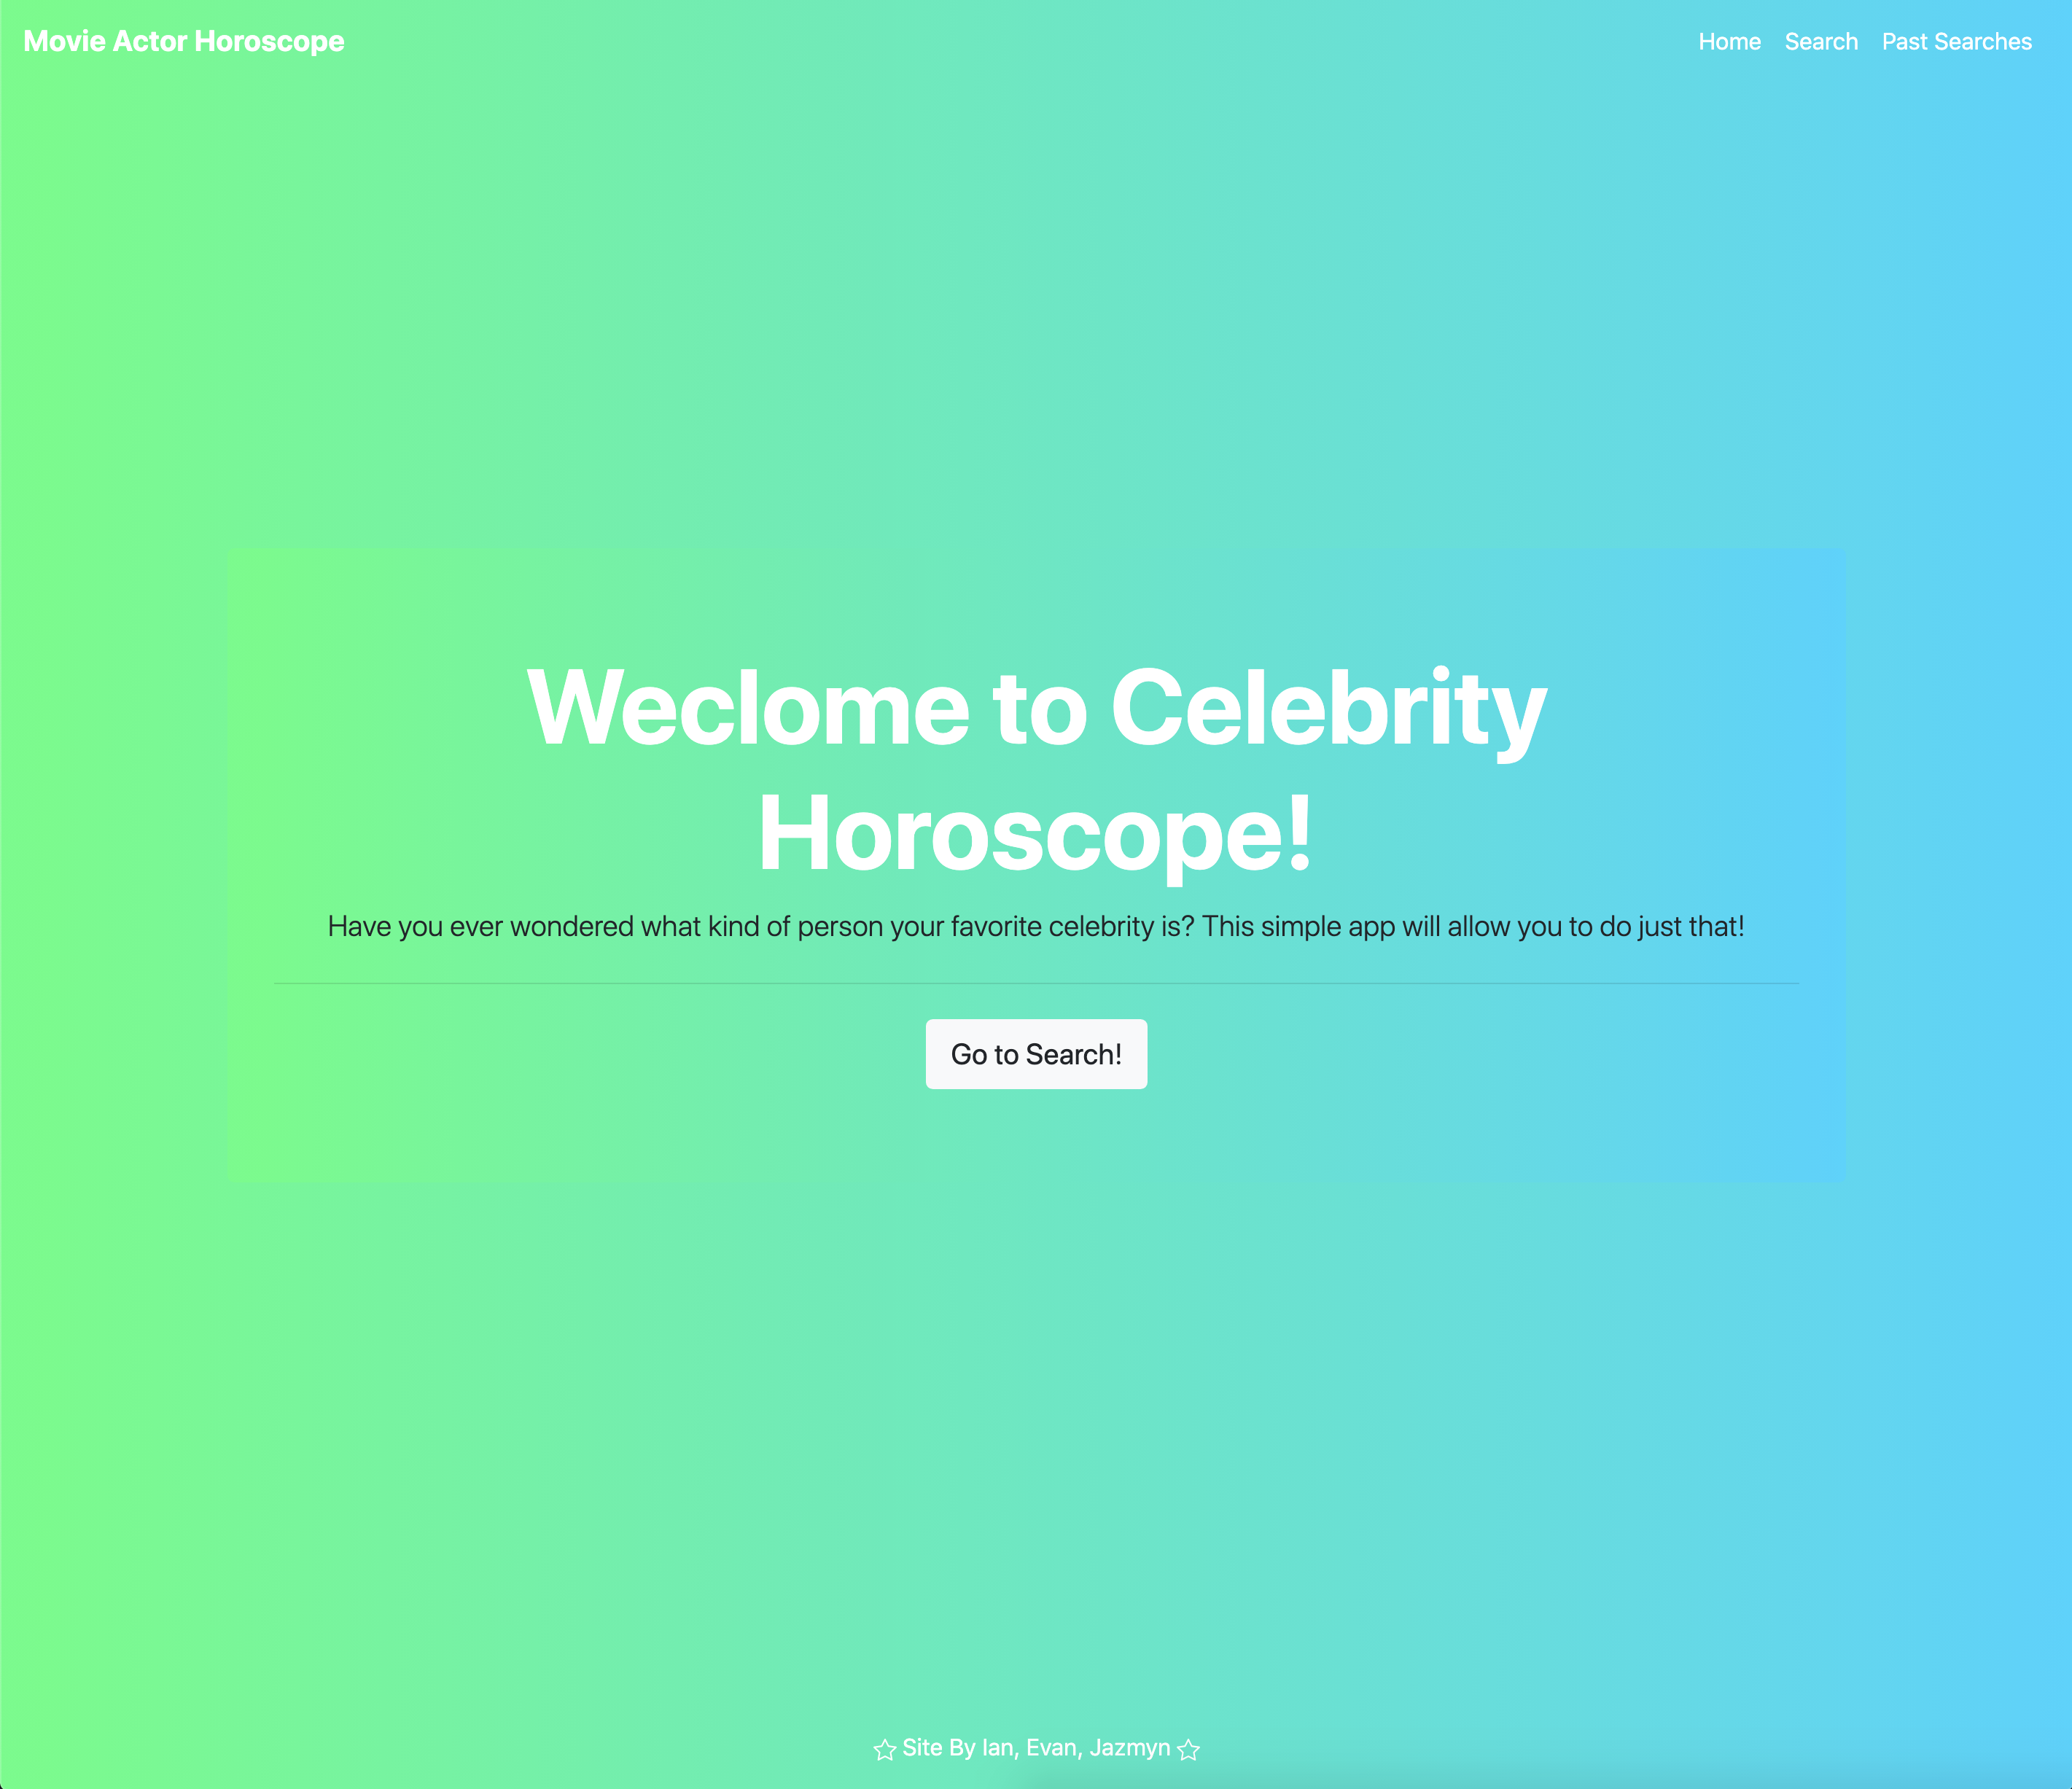 Movie Actor Horoscope
Home Search Past Searches
Weclome to Celebrity
Horoscope!
Have you ever wondered what kind of person your favorite celebrity is? This simple app will allow you to do just that!
Go to Search!
Site By Ian, Evan, Jazmyn